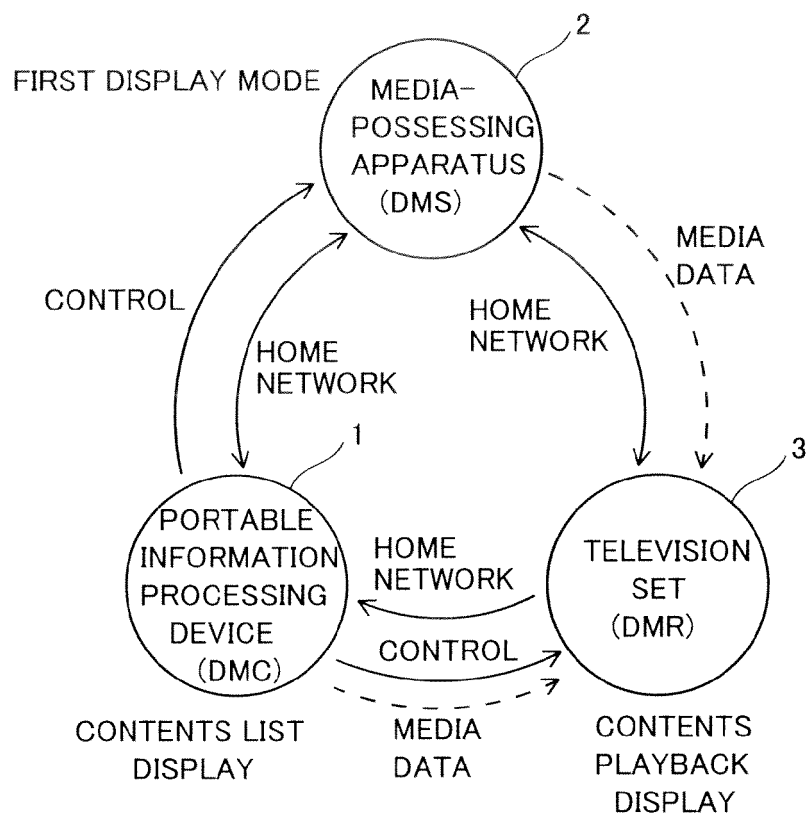 2
FIRST DISPLAY MODE
MEDIA-
POSSESSING
APPARATUS
(DMS)
MEDIA
DATA
CONTROL
HOME
NETWORK
HOME
NETWORK
1
3
PORTABLE
INFORMATION
PROCESSING
DEVICE
(DMC)
HOME
NETWORK
TELEVISION
SET
(DMR)
CONTROL
MEDIA
DATA
CONTENTS LIST
DISPLAY
CONTENTS
PLAYBACK
DISPLAY